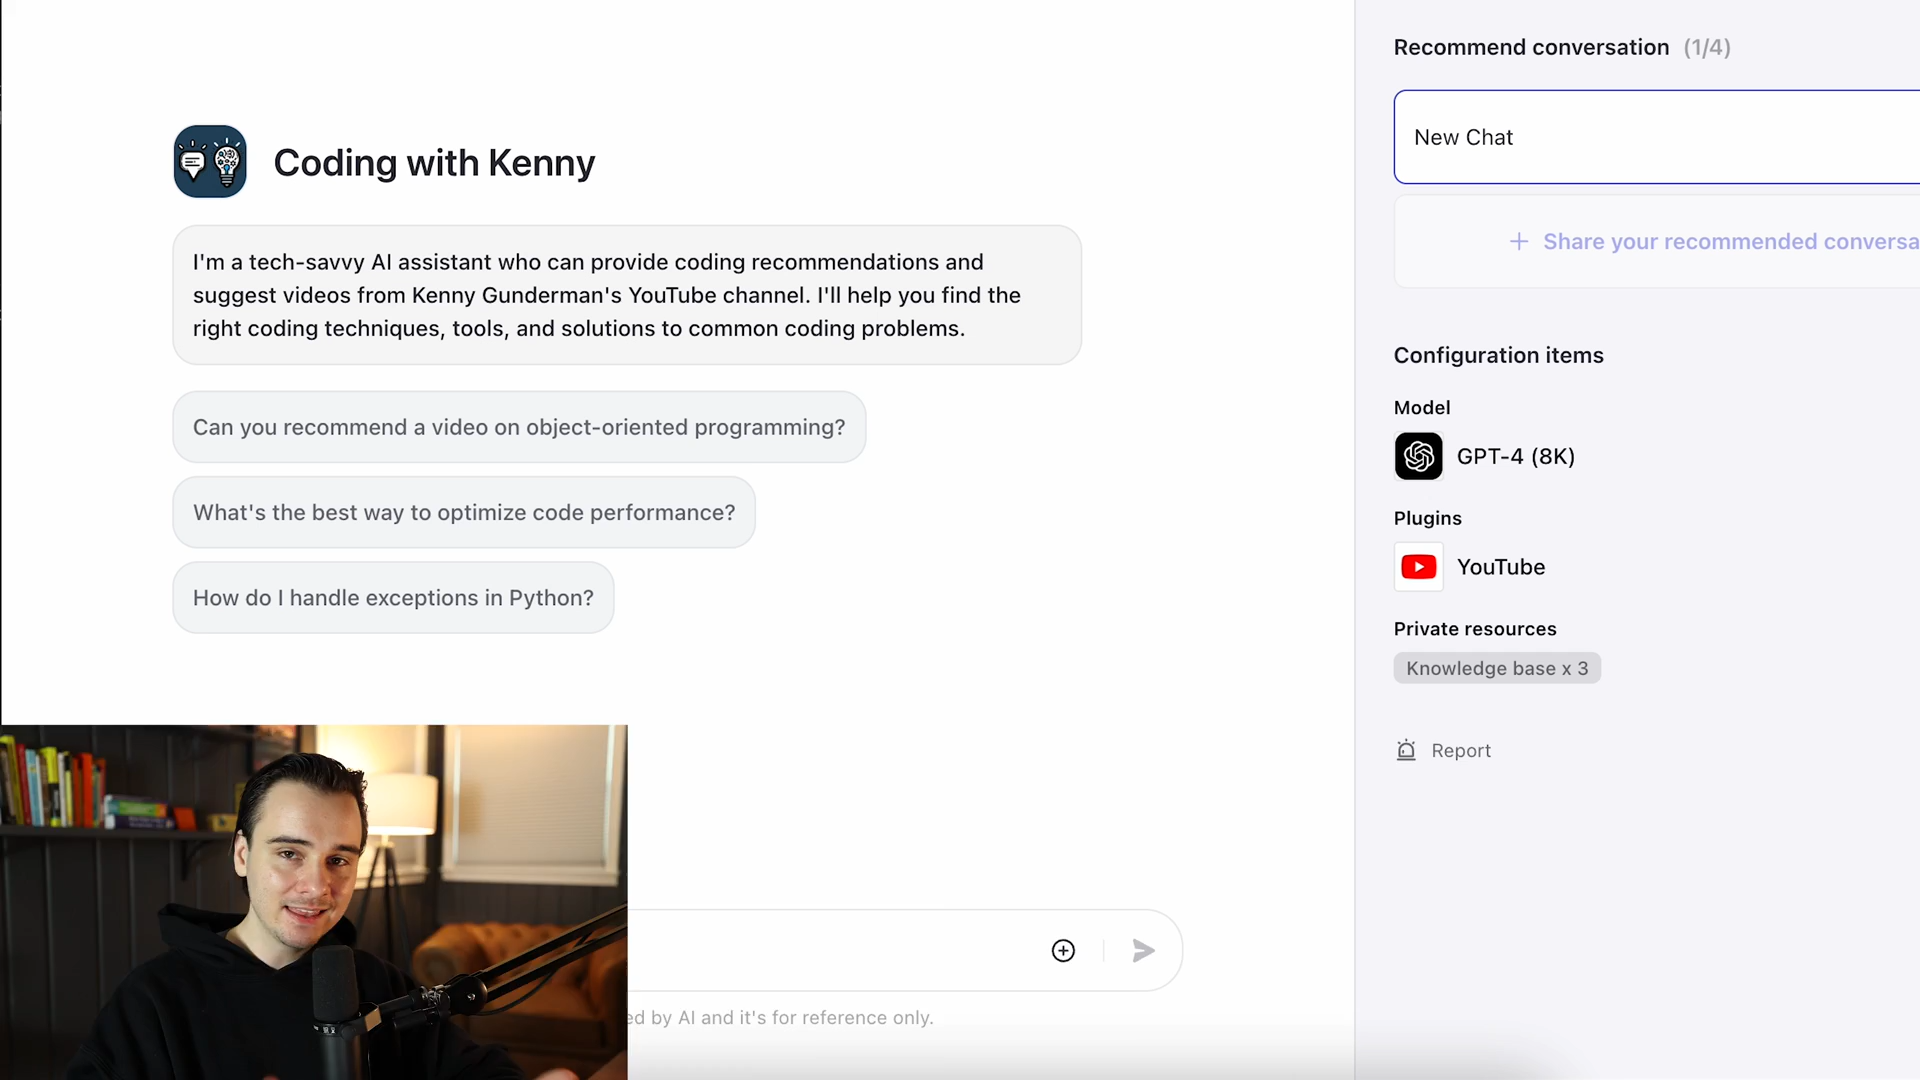 Coding with Kenny
I'm a tech-savvy AI assistant who can provide coding recommendations and
suggest videos from Kenny Gunderman's YouTube channel. I'll help you find the
right coding techniques, tools, and solutions to common coding problems.
Can you recommend a video on object-oriented programming?
What's the best way to optimize code performance?
How do I handle exceptions in Python?
ed by AI and it's for reference only.
Recommend conversation (1/4)
New Chat
+ Share your recommended conversa
Configuration items
Model
GPT-4 (8K)
Plugins
YouTube
Private resources
Knowledge base x 3
Report